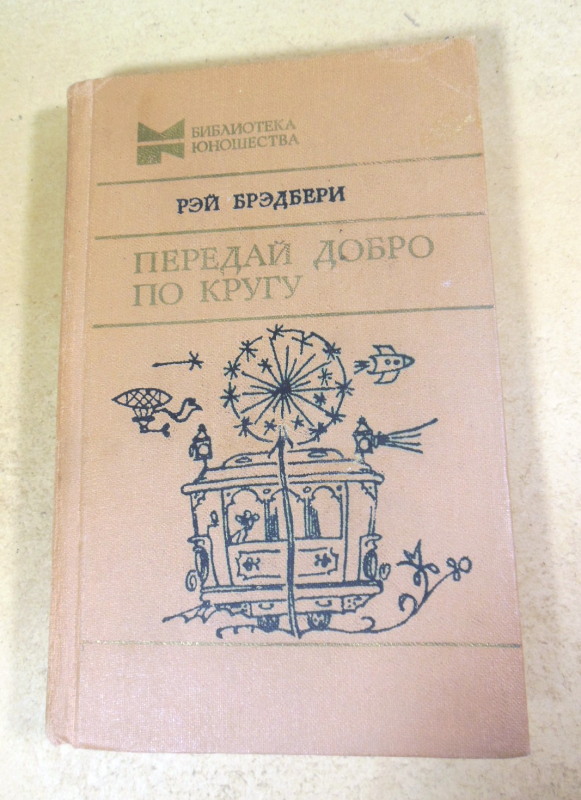 БИБЛИОТЕКА
ЮНОШЕСТВА
РЭЙ БРЭДБЕРИ
ПЕРЕДАЙ ДОБРО
ПО КРУГУ